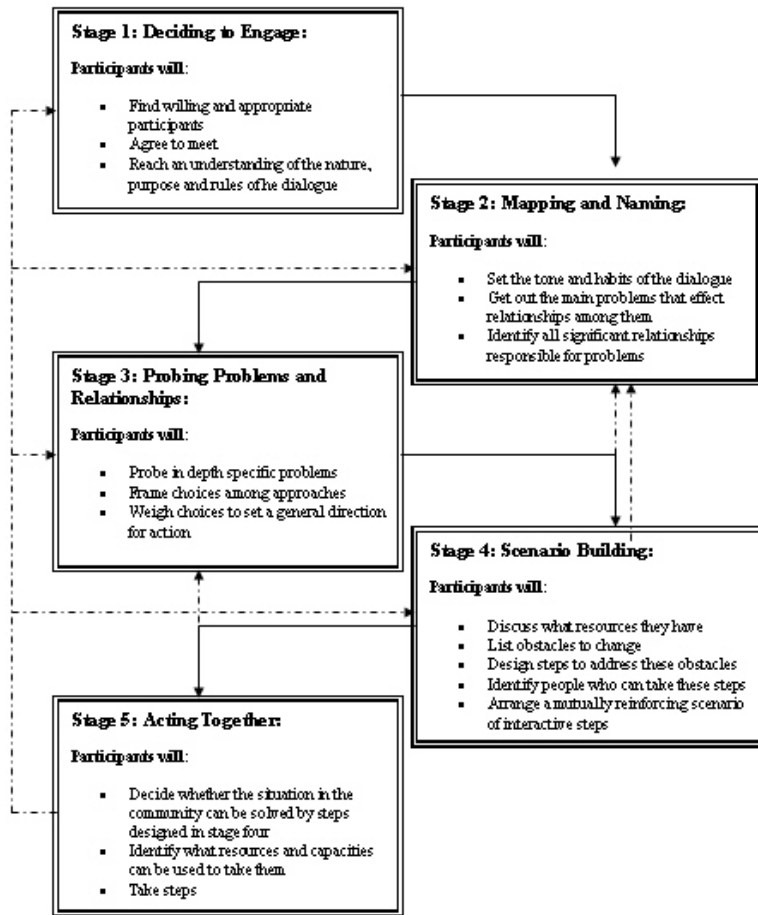 Stage 1: Deciding to Engage:
Participants will:
▪ Find willing and appropriate
participants
▪ Agree to meet
▪ Reach an understanding of the nature,
purpose and rules of he dialogue
Stage 2: Mapping and Naming:
Participants will:
▪ Set the tone and habits of the dialogue
▪ Get out the main problems that effect
relationships among them
▪ Identify all significant relationships
responsible for problems
Stage 3: Probing Problems and
Relationships:
Participants will:
▪ Probe in depth specific problems
▪ Frame choices among approaches
▪ Weigh choices to set a general direction
for action
Stage 4: Scenario Building:
Participants will:
▪ Discuss what resources they have
▪ List obstacles to change
▪ Design steps to address these obstacles
▪ Identify people who can take these steps
▪ Arrange a mutually reinforcing scenario
of interactive steps
Stage 5: Acting Together:
Participants will:
▪ Decide whether the situation in the
community can be solved by steps
designed in stage four
▪ Identify what resources and capacities
can be used to take them
▪ Take steps